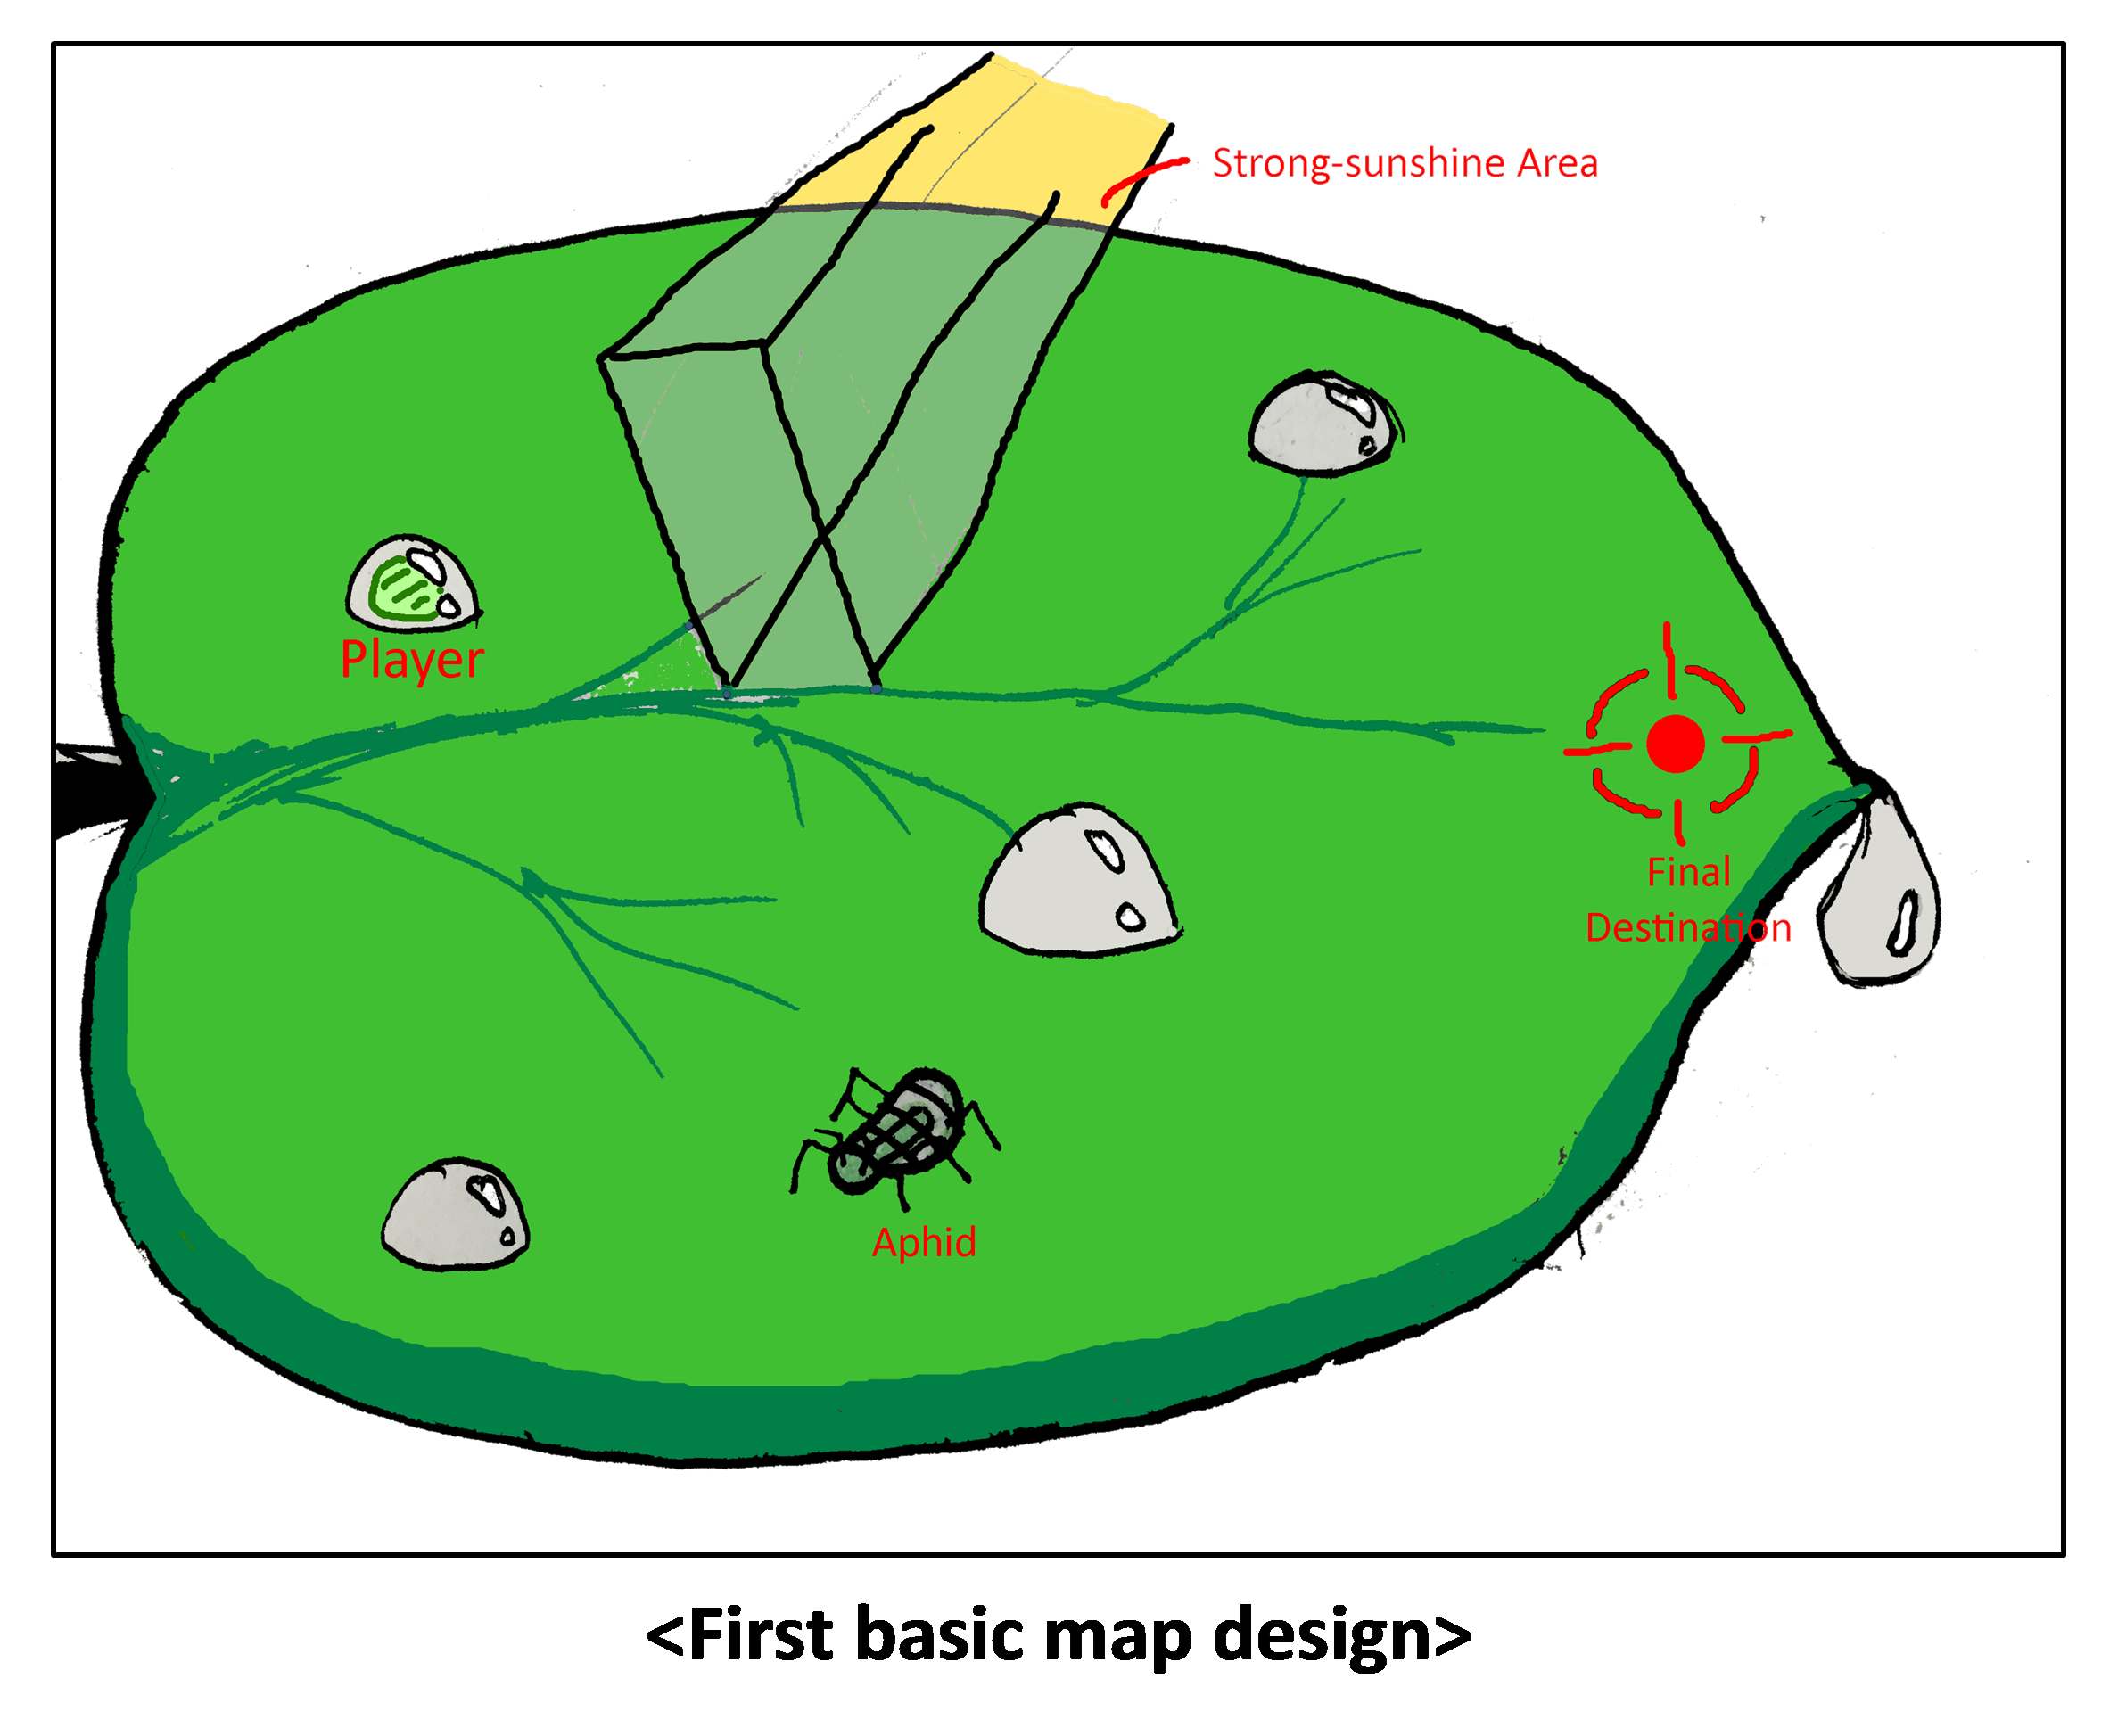 Strong-sunshine Area
Player
Final
Destination
Aphid
<First basic map design>